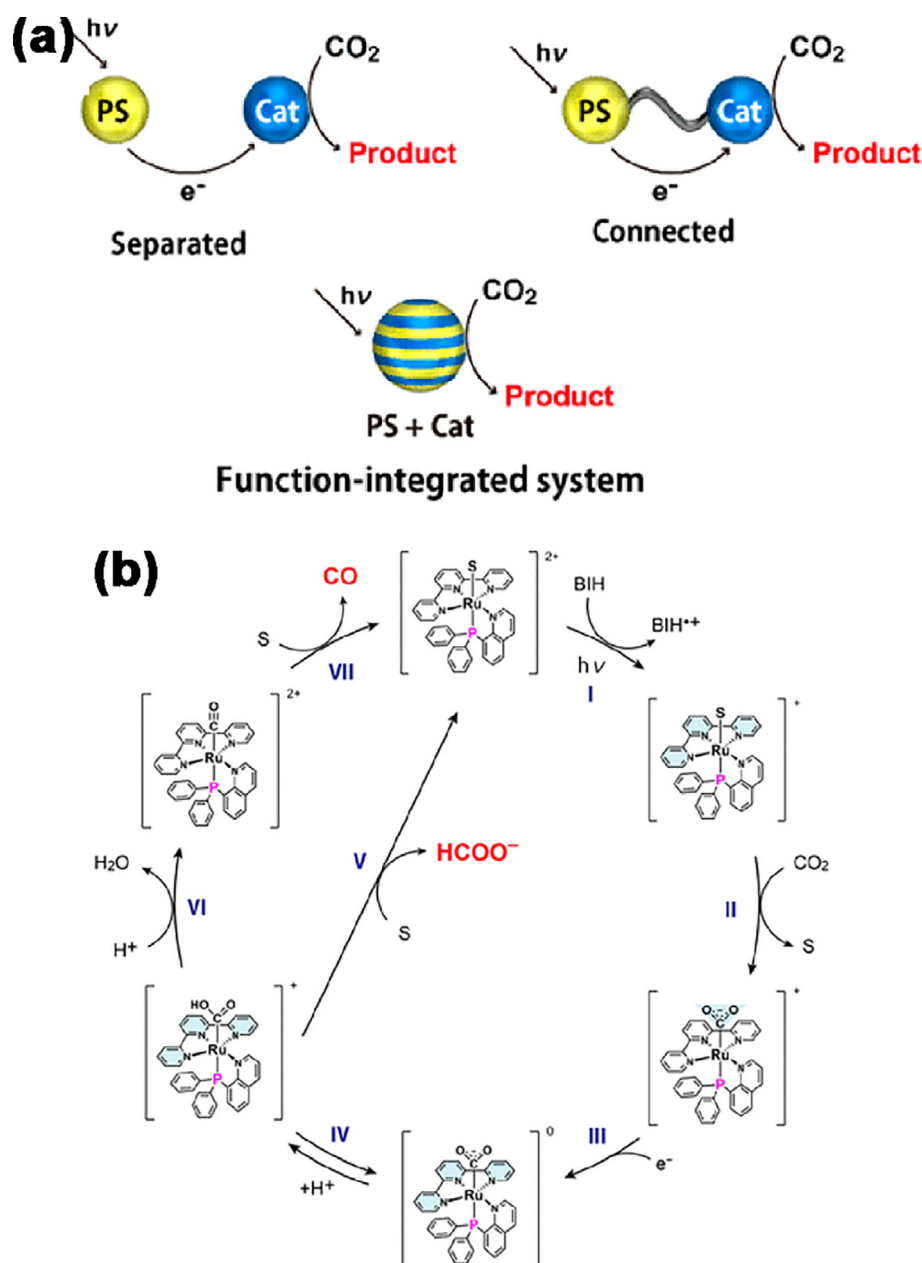 (a)
hν
PS
Cat
CO2
Product
e-
Separated
hν
PS
Cat
CO2
Product
e-
Connected
hν
CO2
Product
PS + Cat
Function-integrated system
(b)
CO
S
VII
S
Ru
N
N
N
N
P
2+
BIH
BIH•+
hν
I
S
Ru
N
N
N
N
P
+
CO2
II
S
O
O
C
Ru
N
N
N
N
P
+
III
e-
O
O
C
Ru
N
N
N
N
P
0
IV
+H+
HO
O
C
Ru
N
N
N
N
P
+
V
HCOO−
S
H2O
VI
H+
O
C
Ru
N
N
N
N
P
2+